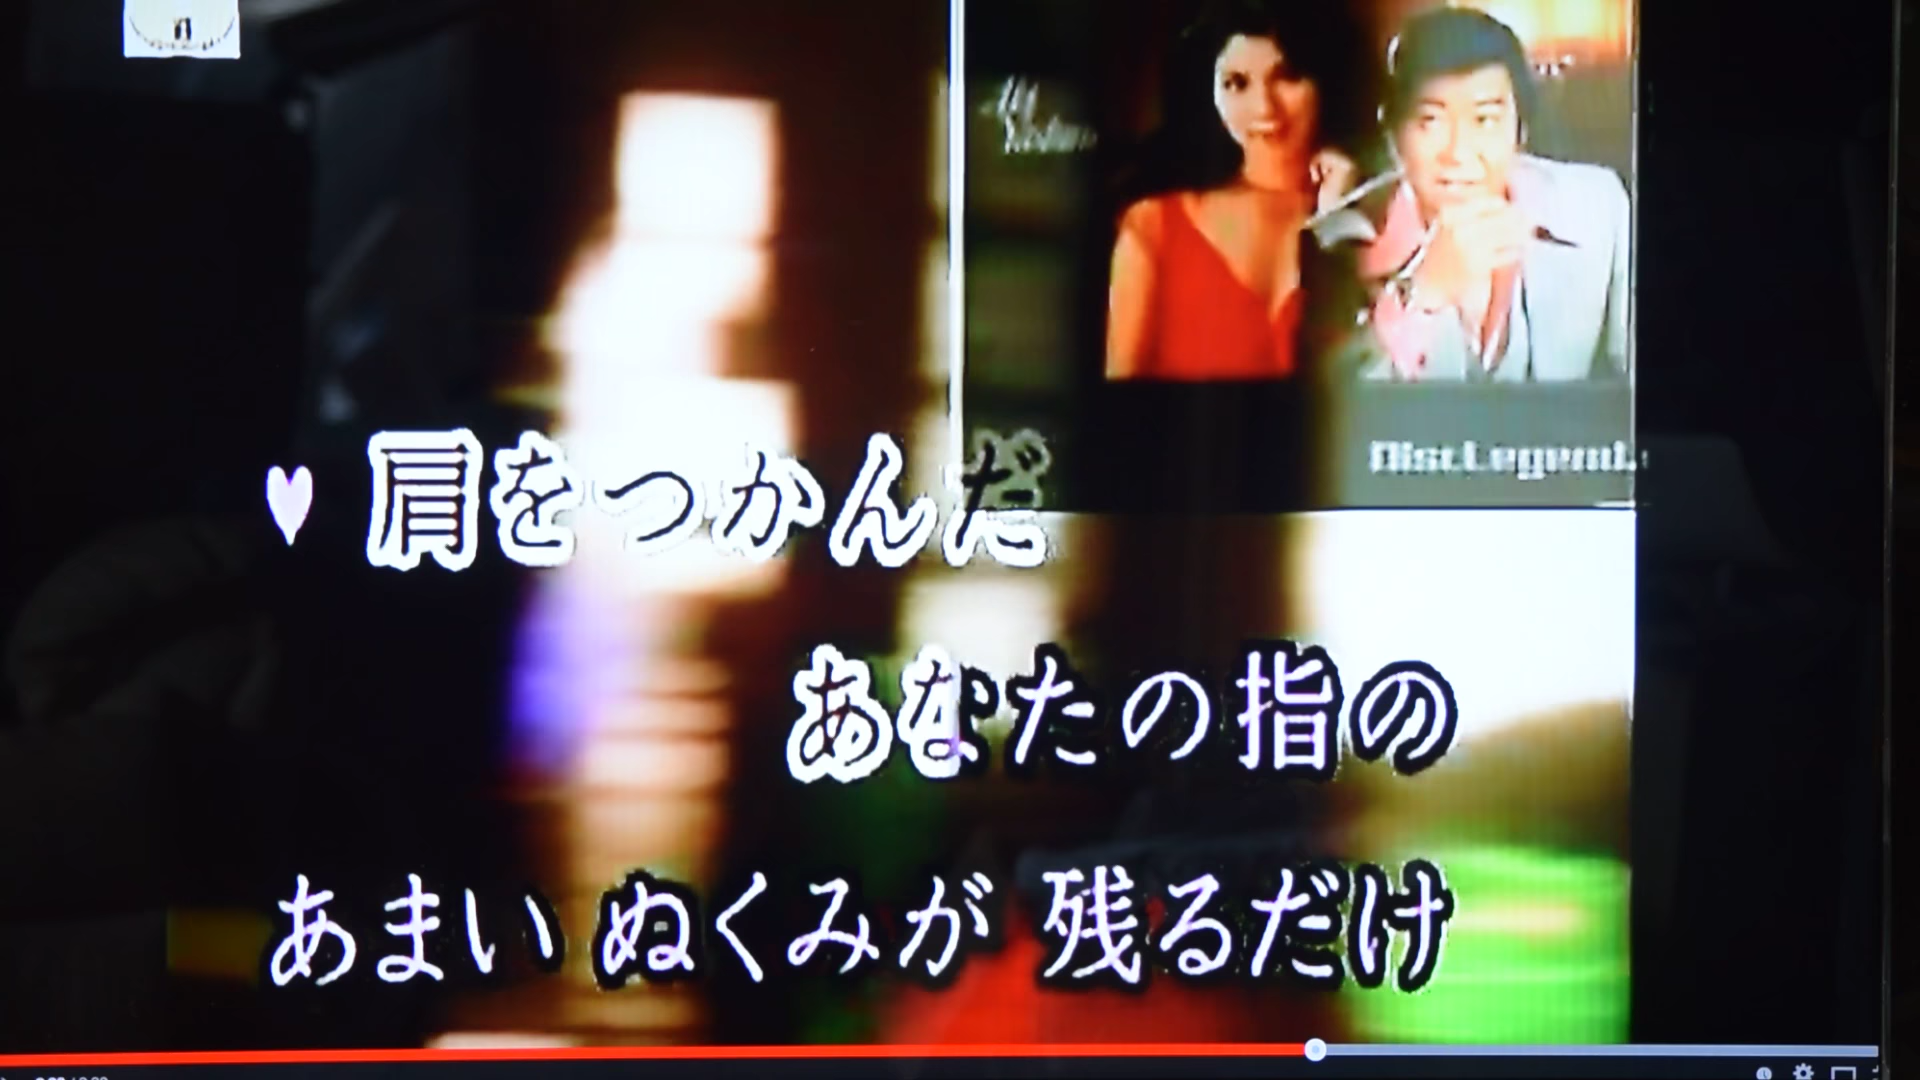 DiscLegend
♥ 肩をつかんだ
あなたの指の
あまい ぬくみが 残るだけ